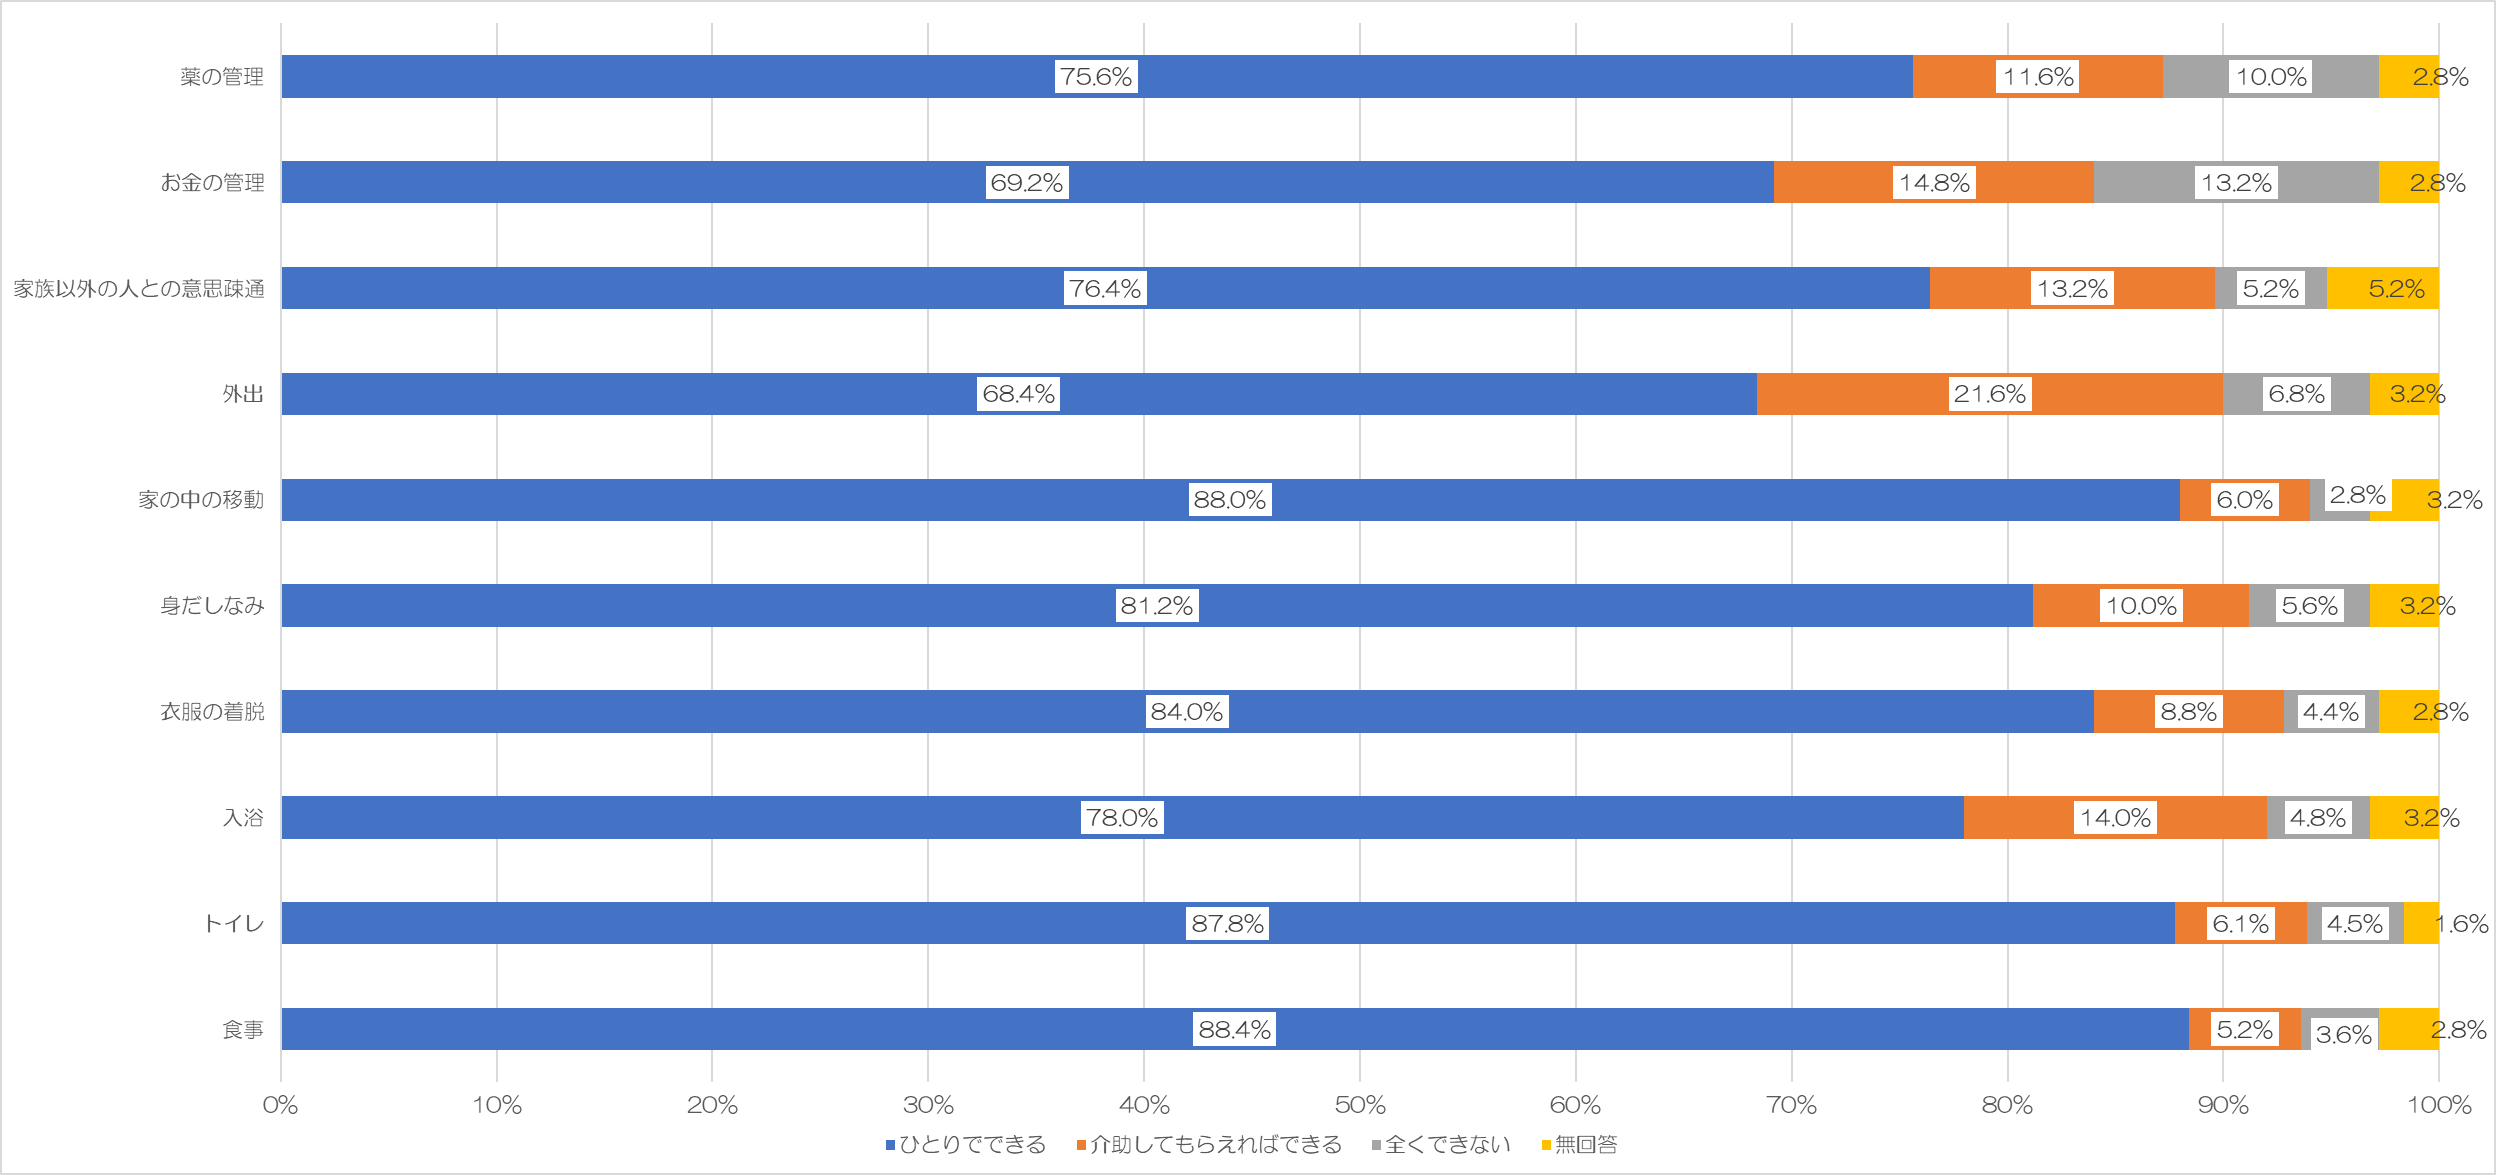 薬の管理 75.6% 11.6% 10.0% 2.8%
お金の管理 69.2% 14.8% 13.2% 2.8%
家族以外の人との意思疎通 76.4% 13.2% 5.2% 5.2%
外出 68.4% 21.6% 6.8% 3.2%
家の中の移動 88.0% 6.0% 2.8% 3.2%
身だしなみ 81.2% 10.0% 5.6% 3.2%
衣服の着脱 84.0% 8.8% 4.4% 2.8%
入浴 78.0% 14.0% 4.8% 3.2%
トイレ 87.8% 6.1% 4.5% 1.6%
食事 88.4% 5.2% 3.6% 2.8%
0% 10% 20% 30% 40% 50% 60% 70% 80% 90% 100%
ひとりでできる 介助してもらえればできる 全くできない 無回答